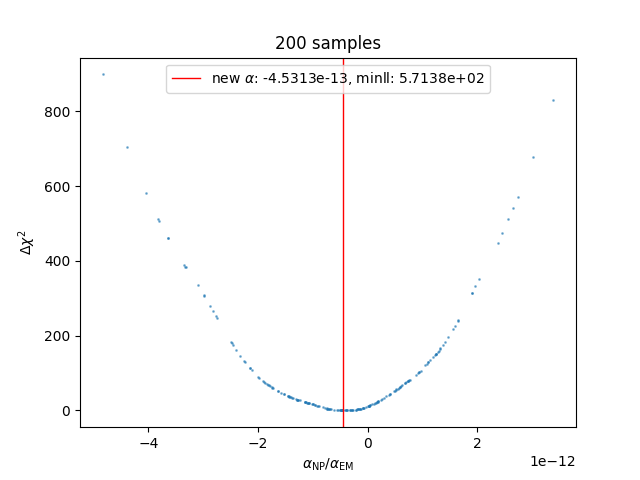 200 samples
new α: -4.5313e-13, minll: 5.7138e+02
800
600
400
200
0
Δχ²
−4 −2 0 2
α_NP/α_EM
1e−12